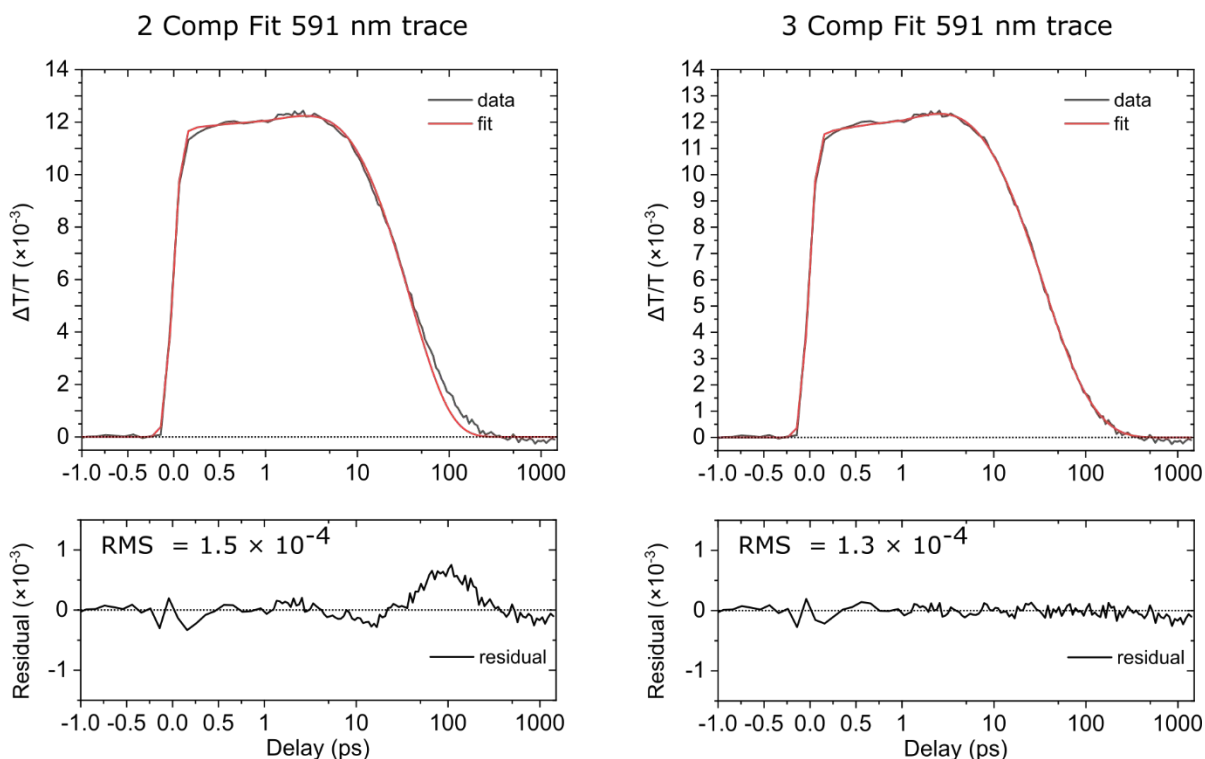 2 Comp Fit 591 nm trace
14
12
10
8
6
4
2
0
ΔT/T (×10⁻³)
data
fit
-1.0 -0.5 0.0 0.5 1 10 100 1000
1
0
-1
Residual (×10⁻³)
RMS = 1.5 × 10⁻⁴
residual
-1.0 -0.5 0.0 0.5 1 10 100 1000
Delay (ps)
3 Comp Fit 591 nm trace
14
13
12
11
10
9
8
7
6
5
4
3
2
1
0
ΔT/T (×10⁻³)
data
fit
-1.0 -0.5 0.0 0.5 1 10 100 1000
1
0
-1
Residual (×10⁻³)
RMS = 1.3 × 10⁻⁴
residual
-1.0 -0.5 0.0 0.5 1 10 100 1000
Delay (ps)